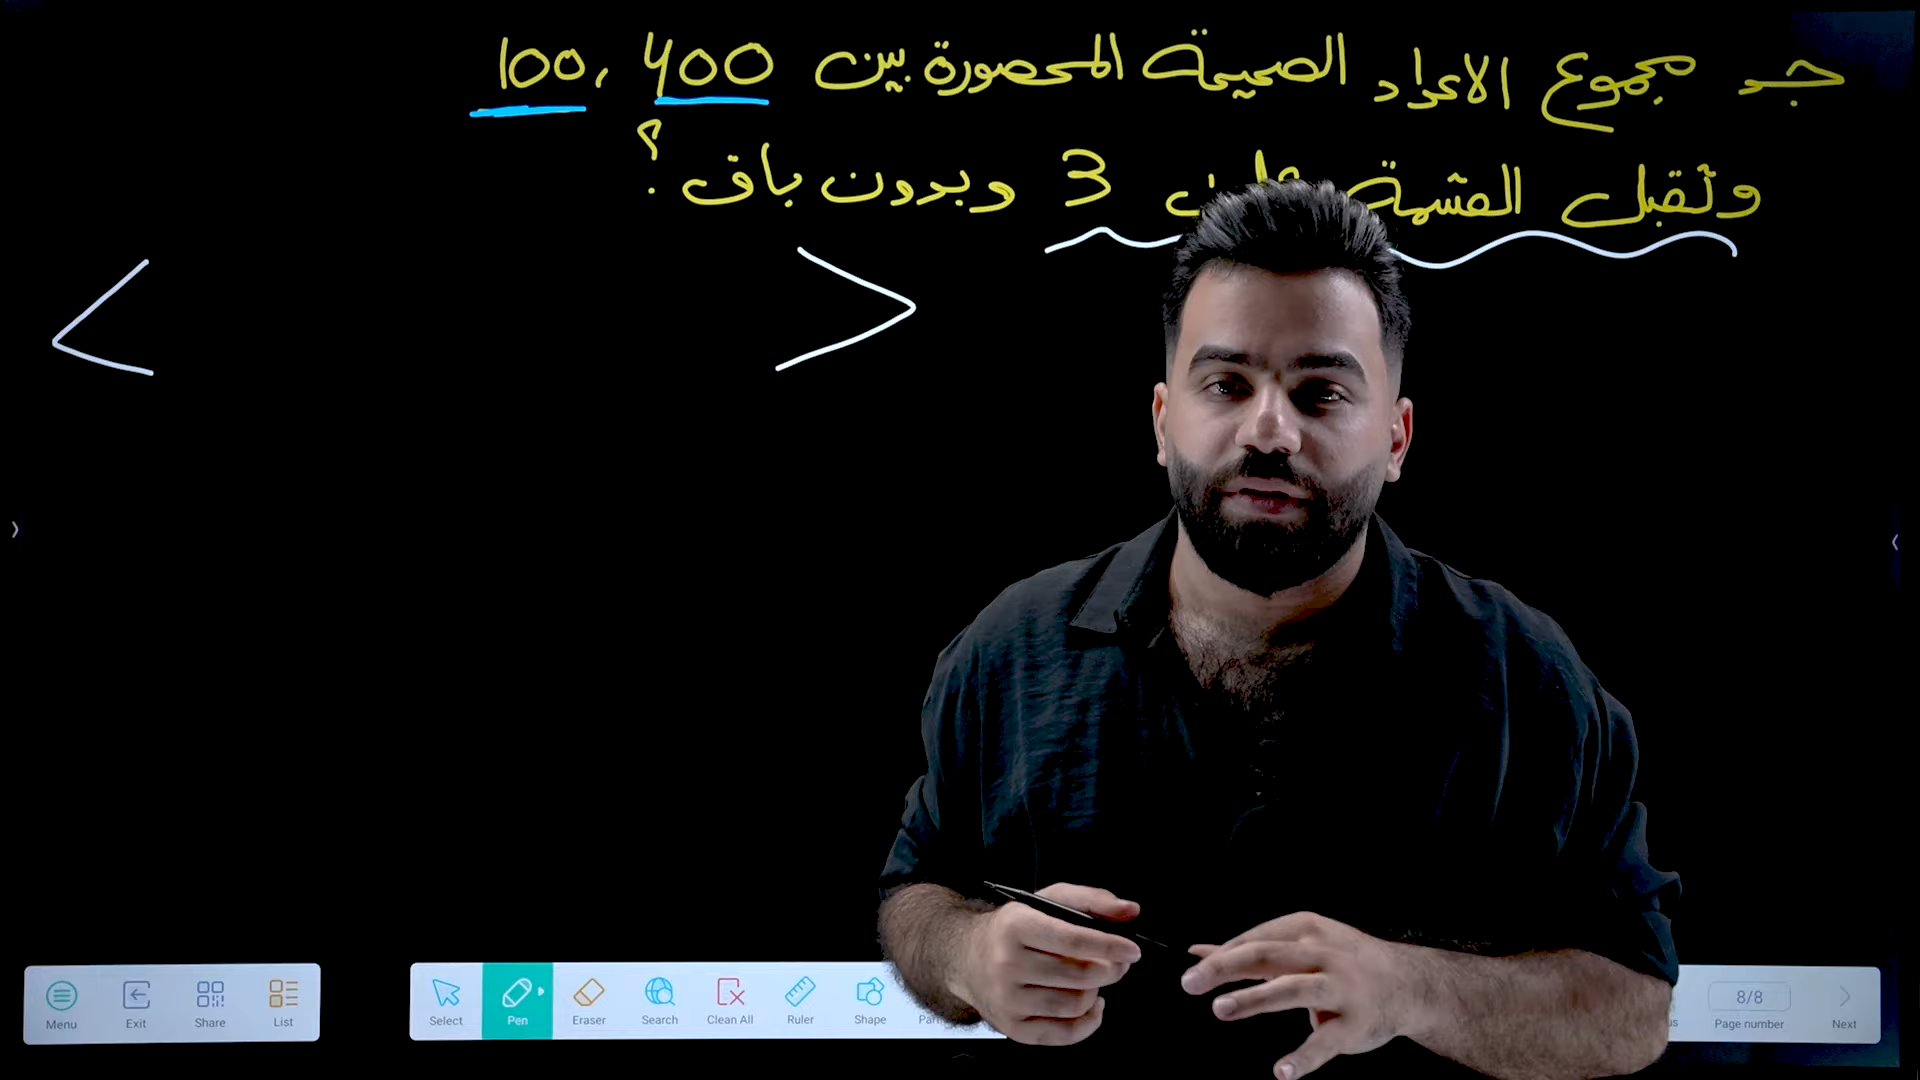 جد مجموع الاعداد الصحيحة المحصورة بين 400 , 100
وتقبل القسمة 3 وبدون باق ؟
< >
Menu Exit Share List Select Pen Eraser Search Clean All Ruler Shape 8/8 Page number Next